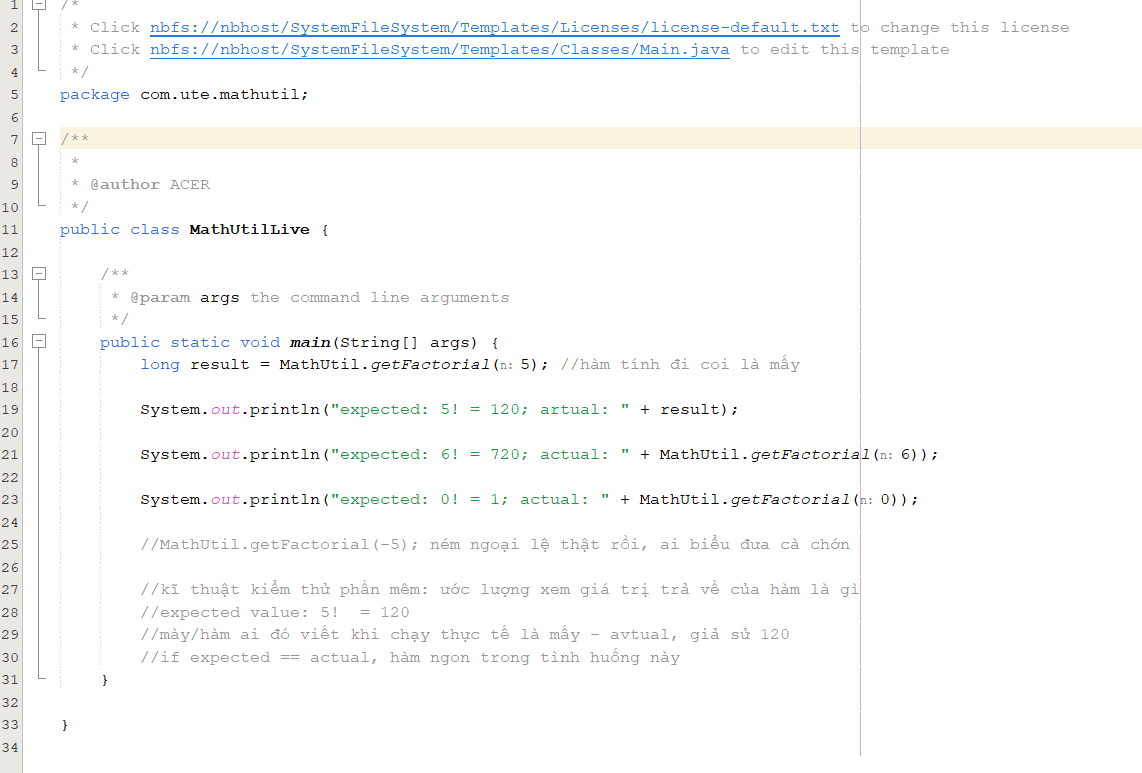 1 /*
2 * Click nbfs://nbhost/SystemFileSystem/Templates/Licenses/license-default.txt to change this license
3 * Click nbfs://nbhost/SystemFileSystem/Templates/Classes/Main.java to edit this template
4 */
5 package com.ute.mathutil;
6
7 /**
8 *
9 * @author ACER
10 */
11 public class MathUtilLive {
12
13 /**
14 * @param args the command line arguments
15 */
16 public static void main(String[] args) {
17 long result = MathUtil.getFactorial(n: 5); //hàm tính đi coi là mấy
18
19 System.out.println("expected: 5! = 120; artual: " + result);
20
21 System.out.println("expected: 6! = 720; actual: " + MathUtil.getFactorial(n: 6));
22
23 System.out.println("expected: 0! = 1; actual: " + MathUtil.getFactorial(n: 0));
24
25 //MathUtil.getFactorial(-5); ném ngoại lệ thật rồi, ai biểu đưa cà chớn
26
27 //kĩ thuật kiểm thử phần mêm: ước lượng xem giá trị trả về của hàm là gì
28 //expected value: 5!  = 120
29 //mày/hàm ai đó viết khi chạy thực tế là mấy - avtual, giả sử 120
30 //if expected == actual, hàm ngon trong tình huống này
31 }
32
33 }
34